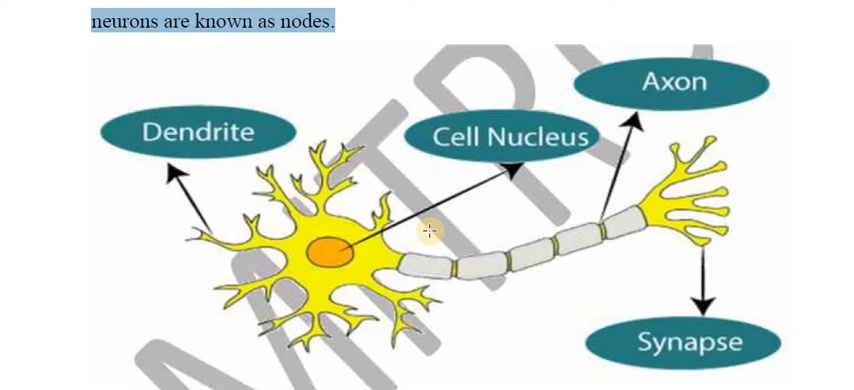 neurons are known as nodes.
Axon
Dendrite
Cell Nucleus
Synapse